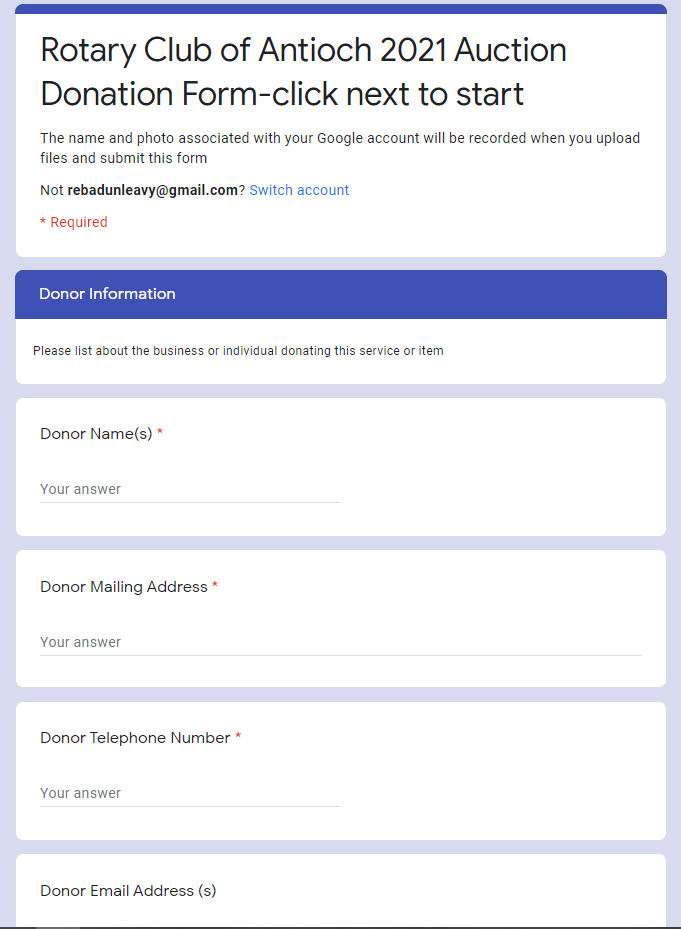 Rotary Club of Antioch 2021 Auction
Donation Form-click next to start
The name and photo associated with your Google account will be recorded when you upload
files and submit this form
Not rebadunleavy@gmail.com? Switch account
* Required
Donor Information
Please list about the business or individual donating this service or item
Donor Name(s) *
Your answer
Donor Mailing Address *
Your answer
Donor Telephone Number *
Your answer
Donor Email Address (s)